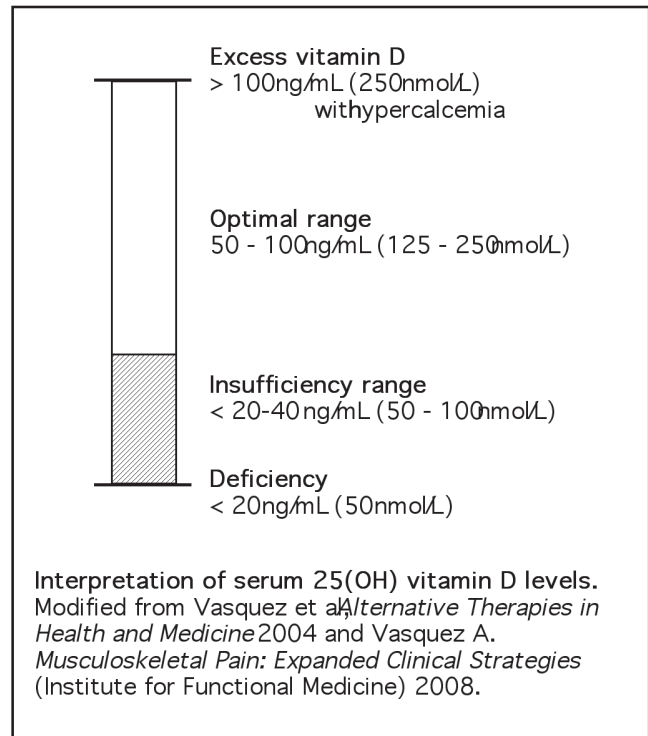 Excess vitamin D
> 100ng/mL (250nmol/L)
withypercalcemia
Optimal range
50 - 100ng/mL (125 - 250nmol/L)
Insufficiency range
< 20-40 ng/mL (50 - 100nmol/L)
Deficiency
< 20ng/mL (50nmol/L)
Interpretation of serum 25(OH) vitamin D levels.
Modified from Vasquez et al, Alternative Therapies in
Health and Medicine 2004 and Vasquez A.
Musculoskeletal Pain: Expanded Clinical Strategies
(Institute for Functional Medicine) 2008.